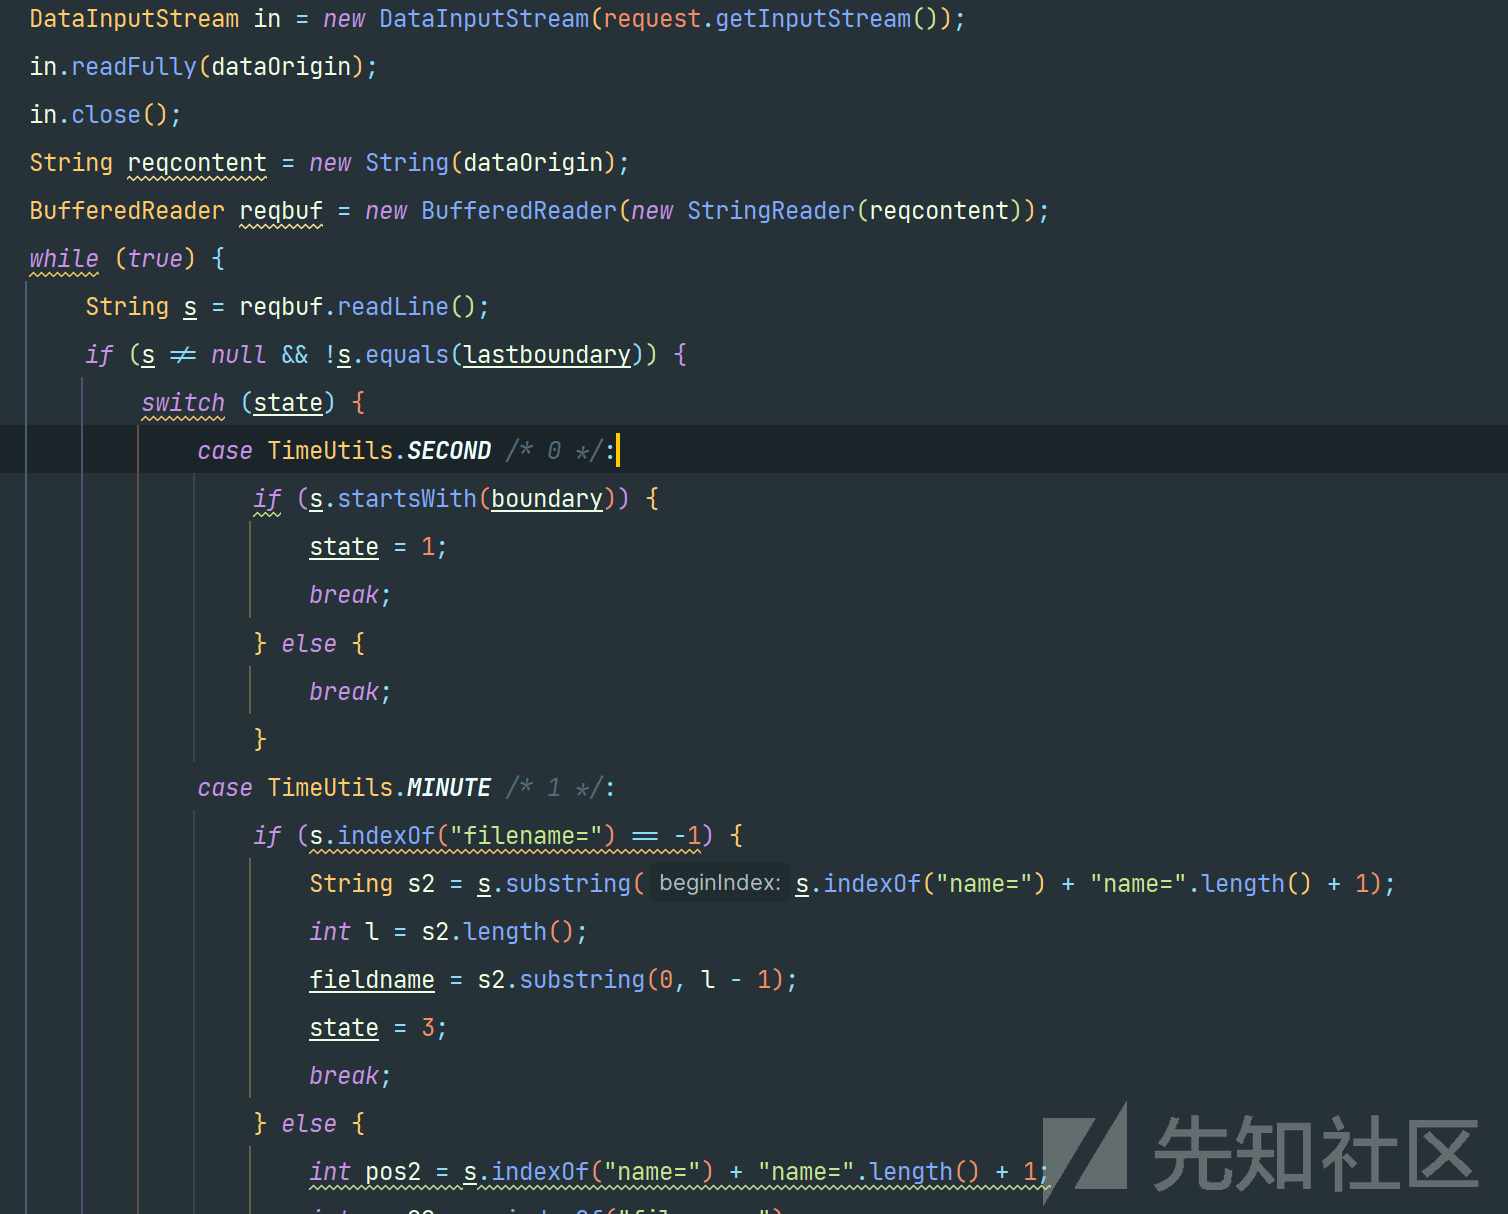 DataInputStream in = new DataInputStream(request.getInputStream());
in.readFully(dataOrigin);
in.close();
String reqcontent = new String(dataOrigin);
BufferedReader reqbuf = new BufferedReader(new StringReader(reqcontent));
while (true) {
String s = reqbuf.readLine();
if (s != null && !s.equals(lastboundary)) {
switch (state) {
case TimeUtils.SECOND /* 0 */:
if (s.startsWith(boundary)) {
state = 1;
break;
} else {
break;
}
case TimeUtils.MINUTE /* 1 */:
if (s.indexOf("filename=") == -1) {
String s2 = s.substring( beginIndex: s.indexOf("name=") + "name=".length() + 1);
int l = s2.length();
fieldname = s2.substring(0, l - 1);
state = 3;
break;
} else {
int pos2 = s.indexOf("name=") + "name=".length() + 1;
先知社区